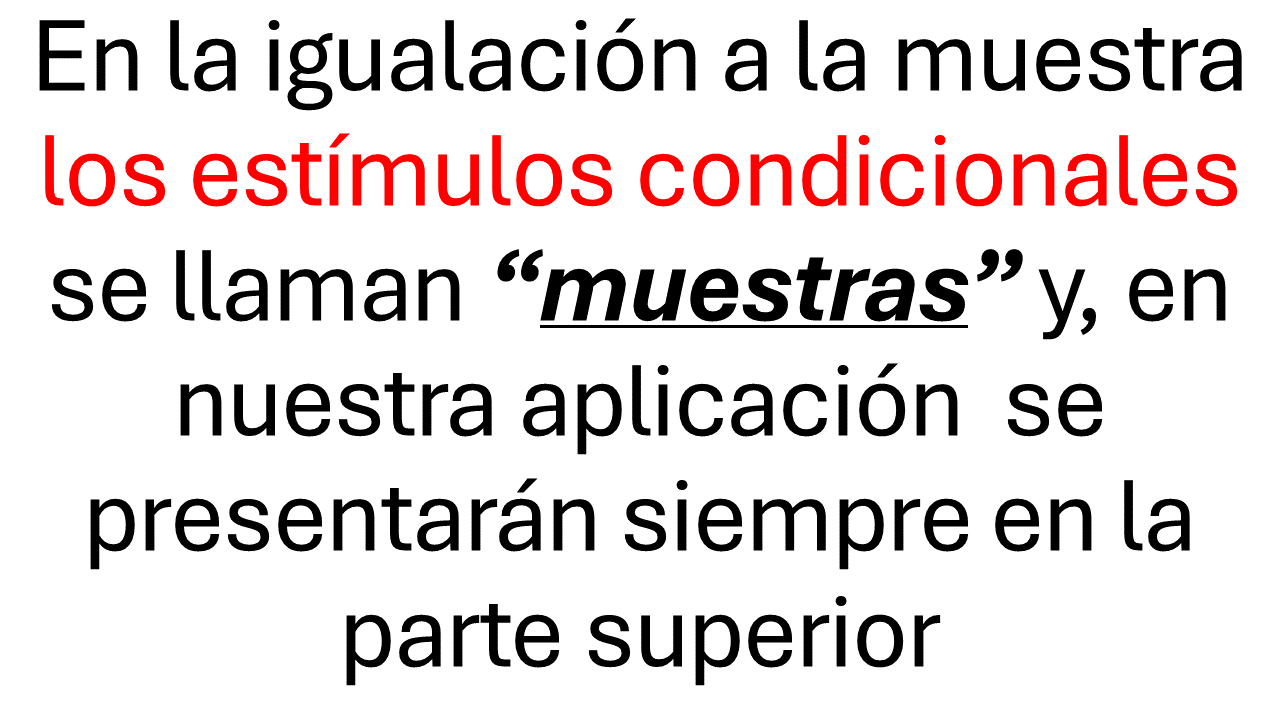 En la igualación a la muestra
los estímulos condicionales
se llaman “muestras” y, en
nuestra aplicación  se
presentarán siempre en la
parte superior